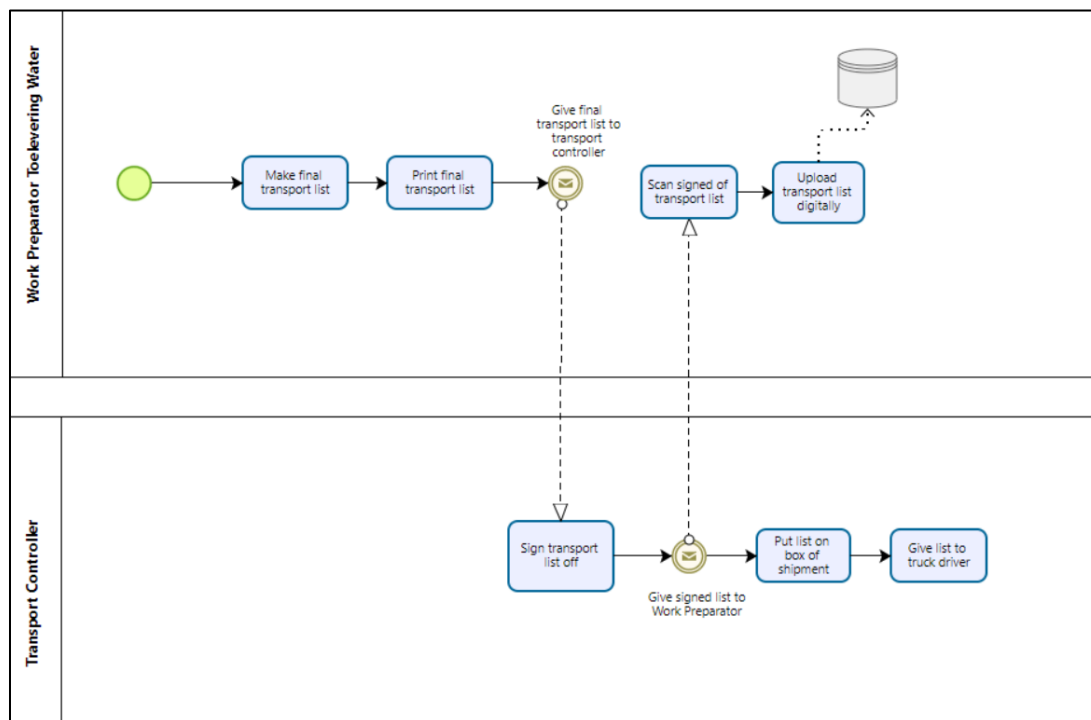 Work Preparator Toelevering Water
Give final
transport list to
transport
controller
Make final
transport list
Print final
transport list
Scan signed of
transport list
Upload
transport list
digitally
Transport Controller
Sign transport
list off
Give signed list to
Work Preparator
Put list on
box of
shipment
Give list to
truck driver